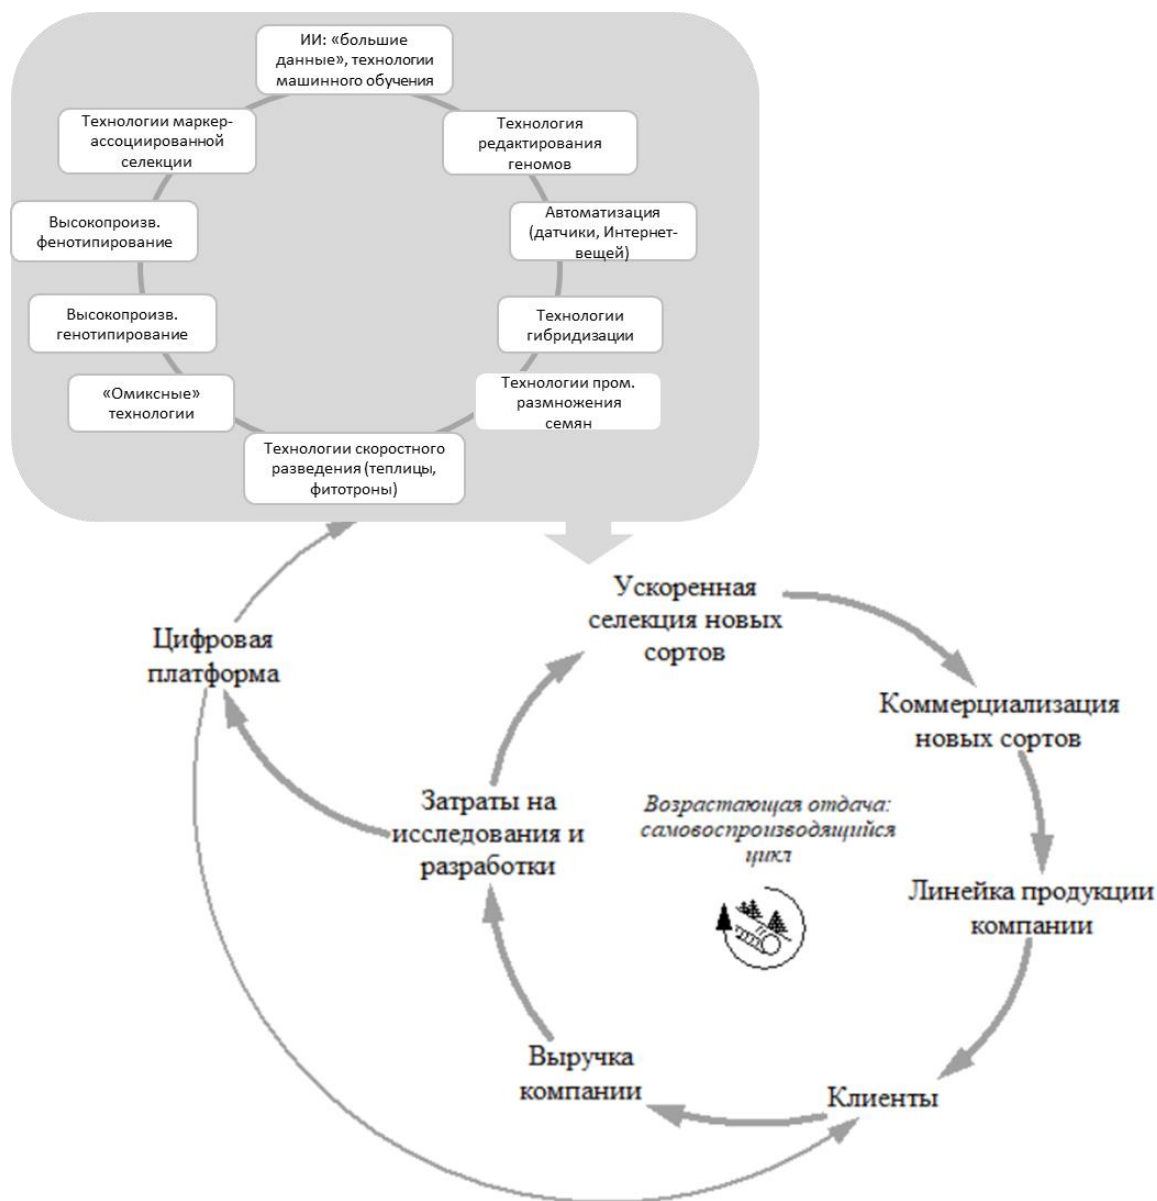 ИИ: «большие
данные», технологии
машинного обучения
Технологии маркер-
ассоциированной
селекции
Технология
редактирования
геномов
Высокопроизв.
фенотипирование
Автоматизация
(датчики, Интернет-
вещей)
Высокопроизв.
генотипирование
Технологии
гибридизации
«Омиксные»
технологии
Технологии пром.
размножения
семян
Технологии скоростного
разведения (теплицы,
фитотроны)
Ускоренная
селекция новых
сортов
Цифровая
платформа
Коммерциализация
новых сортов
Затраты на
исследования и
разработки
Возрастающая отдача:
самовоспроизводящийся
цикл
Линейка продукции
компании
Выручка
компании
Клиенты